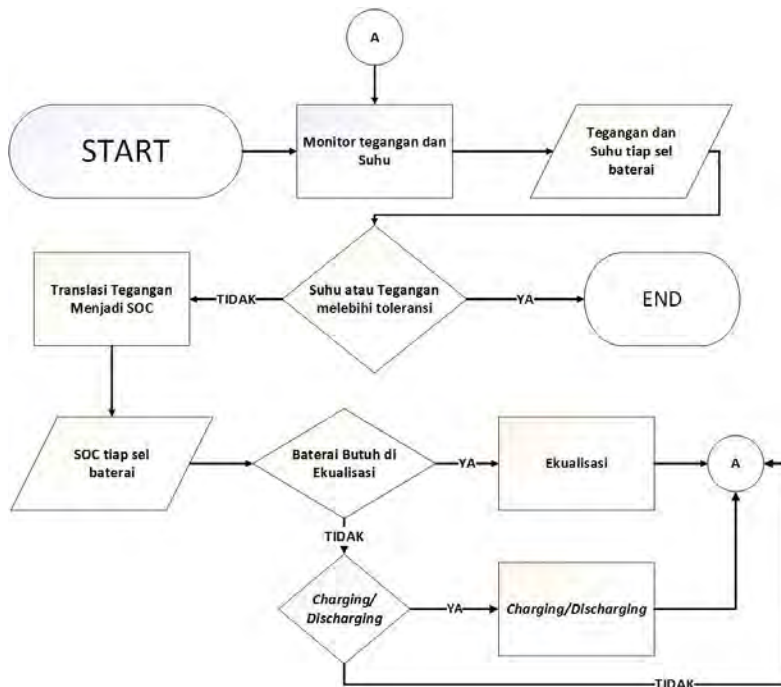 A
START
Monitor tegangan dan
Suhu
Tegangan dan
Suhu tiap sel
baterai
Suhu atau Tegangan
melebihi toleransi
YA
END
TIDAK
Translasi Tegangan
Menjadi SOC
SOC tiap sel
baterai
Baterai Butuh di
Ekualisasi
YA
Ekualisasi
A
TIDAK
Charging/
Discharging
YA
Charging/Discharging
TIDAK